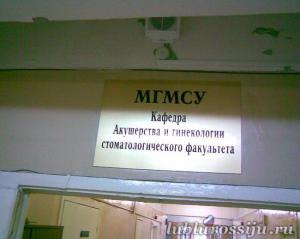 МГМСУ
Кафедра
Акушерства и гинекологии
стоматологического факультета
lublurossiju.ru